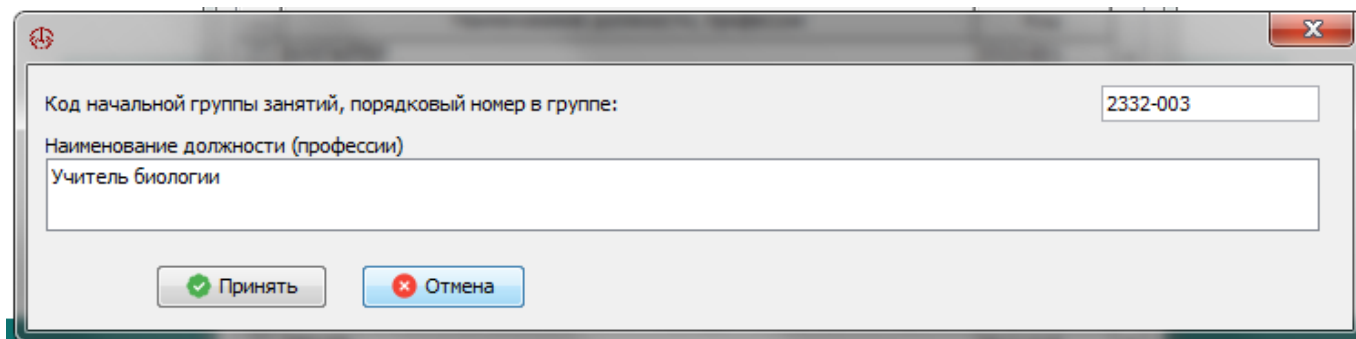 Код начальной группы занятий, порядковый номер в группе:
2332-003
Наименование должности (профессии)
Учитель биологии
Принять
Отмена